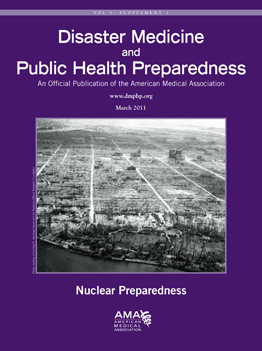 VOL 5, SUPPLEMENT 1
Disaster Medicine
and
Public Health Preparedness
An Official Publication of the American Medical Association
www.dmphp.org
March 2011
Nuclear Preparedness
AMA
AMERICAN
MEDICAL
ASSOCIATION